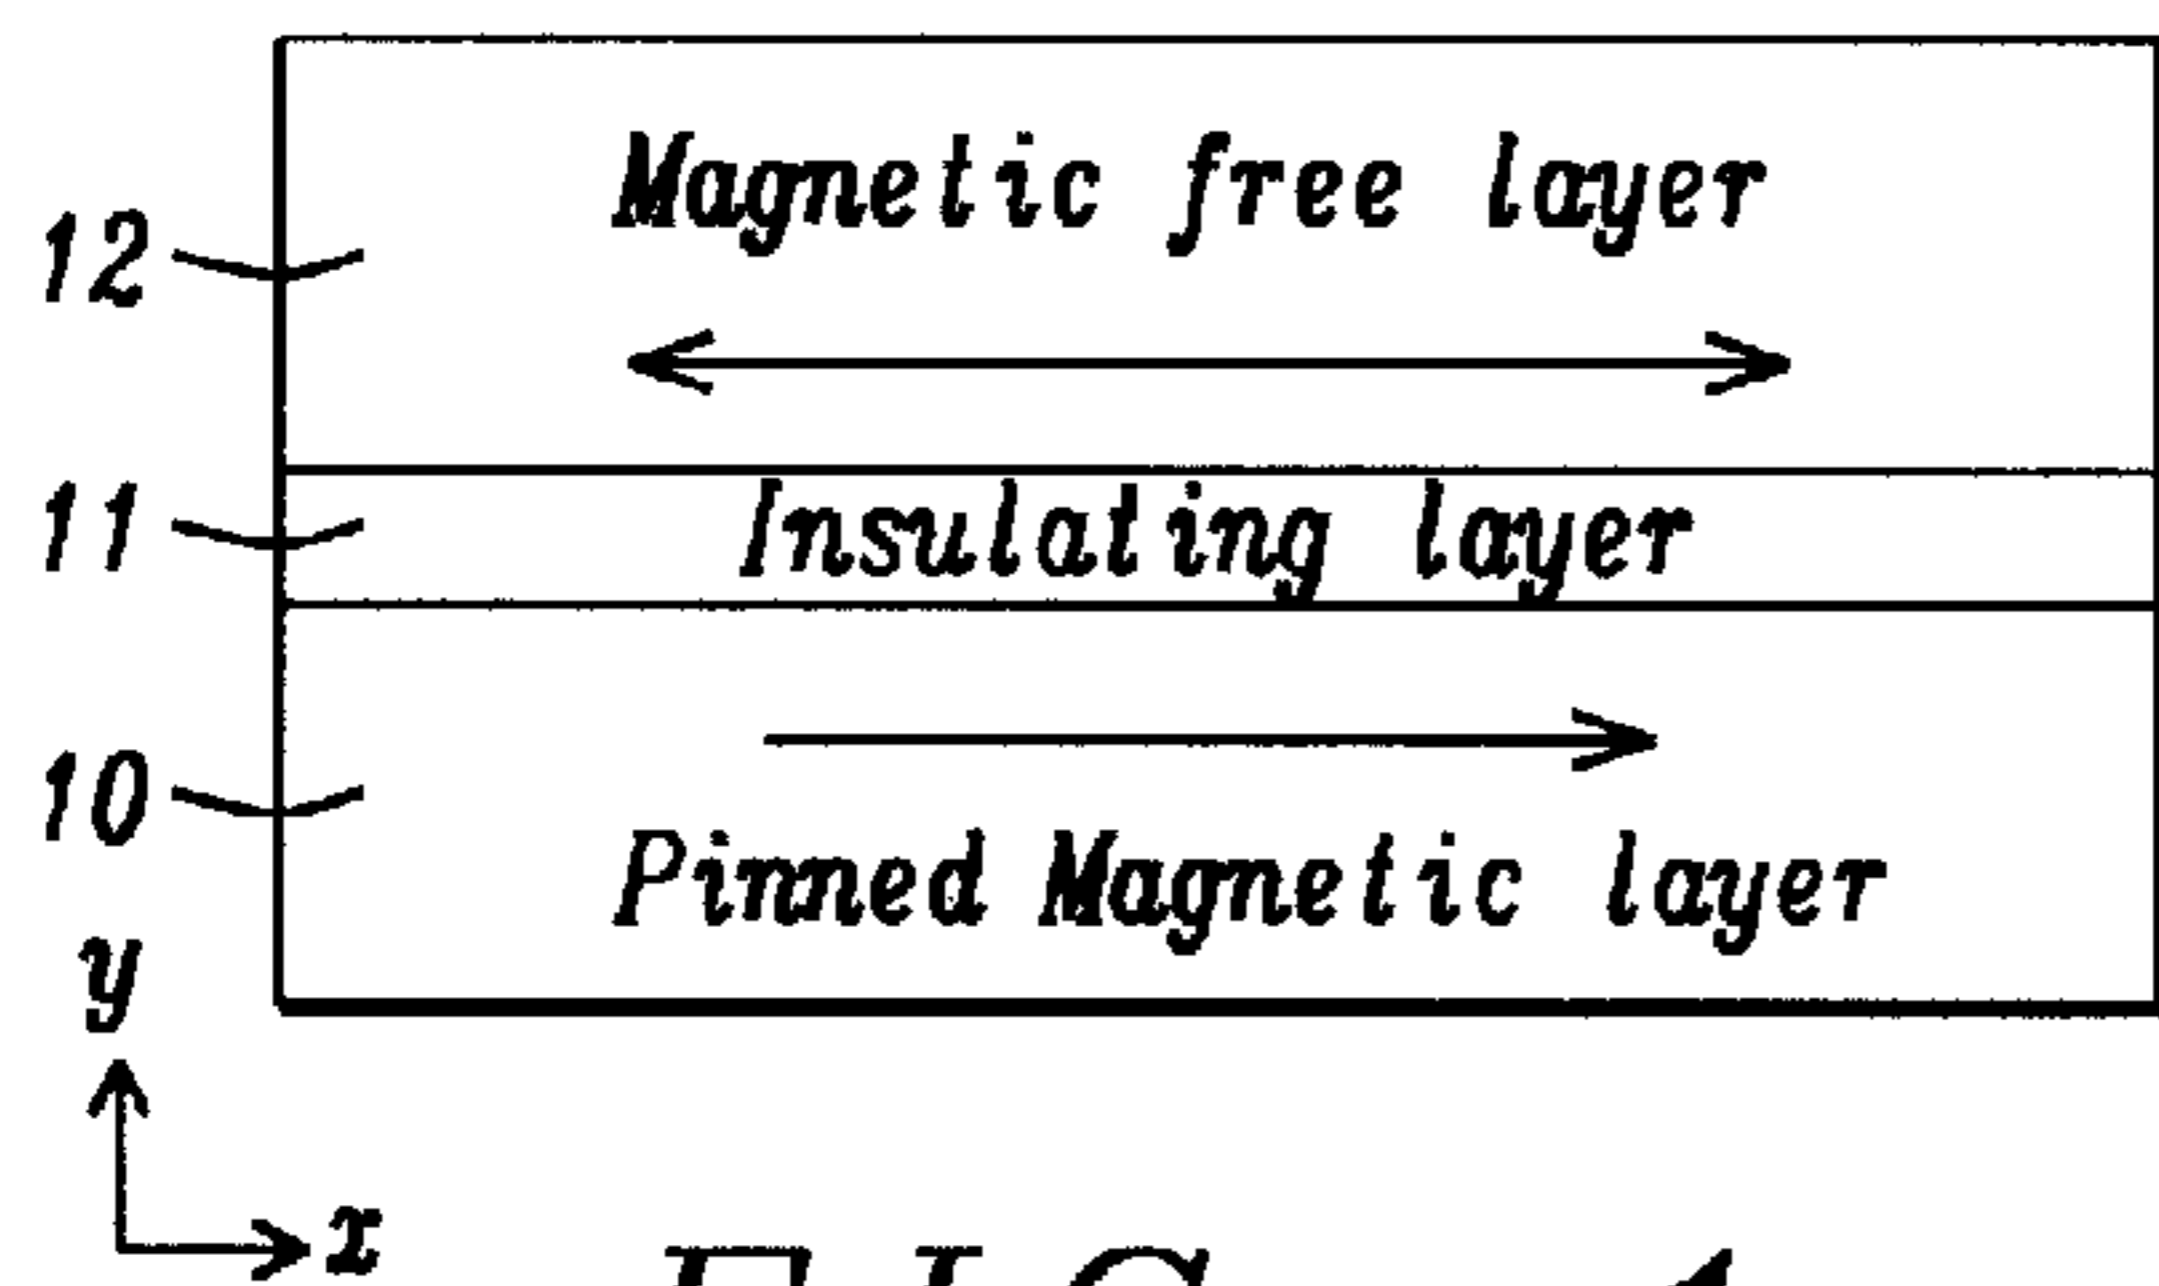 Magnetic free layer
12
11
Insulating layer
10
Pinned Magnetic layer
y
x